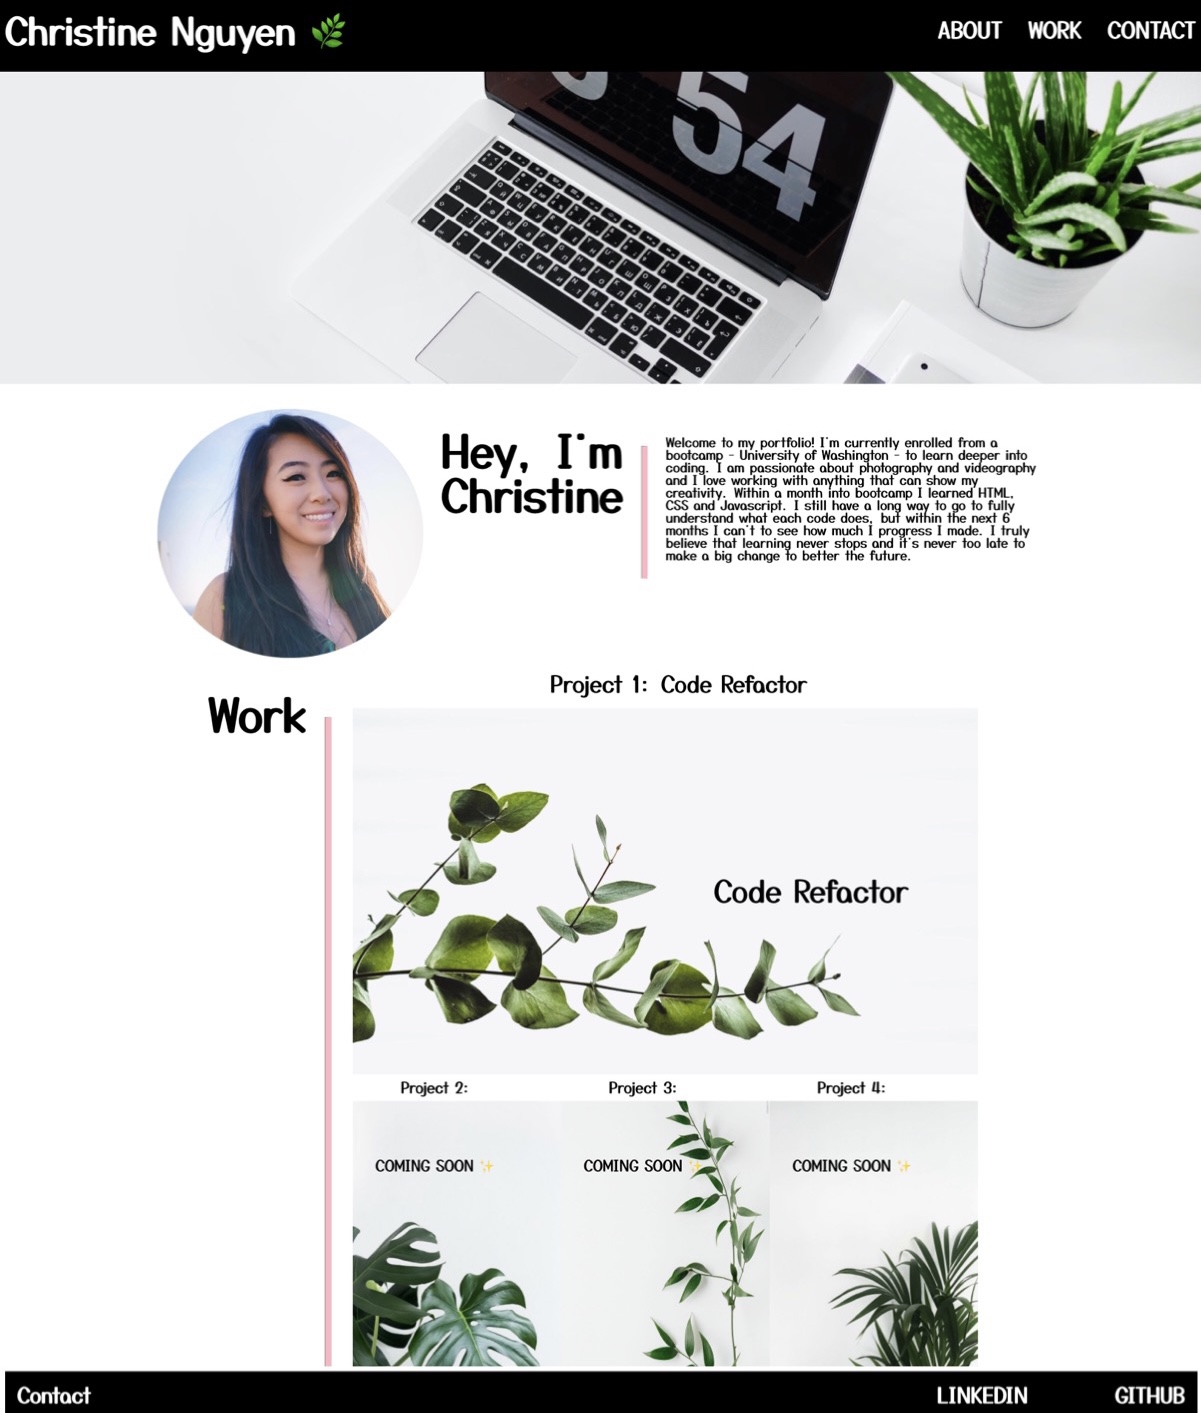 Christine Nguyen 🌿
ABOUT WORK CONTACT
54
Hey, I'm
Christine
Welcome to my portfolio! I'm currently enrolled from a
bootcamp - University of Washington - to learn deeper into
coding. I am passionate about photography and videography
and I love working with anything that can show my
creativity. Within a month into bootcamp I learned HTML,
CSS and Javascript. I still have a long way to go to fully
understand what each code does, but within the next 6
months I can't to see how much I progress I made. I truly
believe that learning never stops and it's never too late to
make a big change to better the future.
Work
Project 1: Code Refactor
Code Refactor
Project 2:
Project 3:
Project 4:
COMING SOON ✨
COMING SOON ✨
COMING SOON ✨
Contact
LINKEDIN
GITHUB